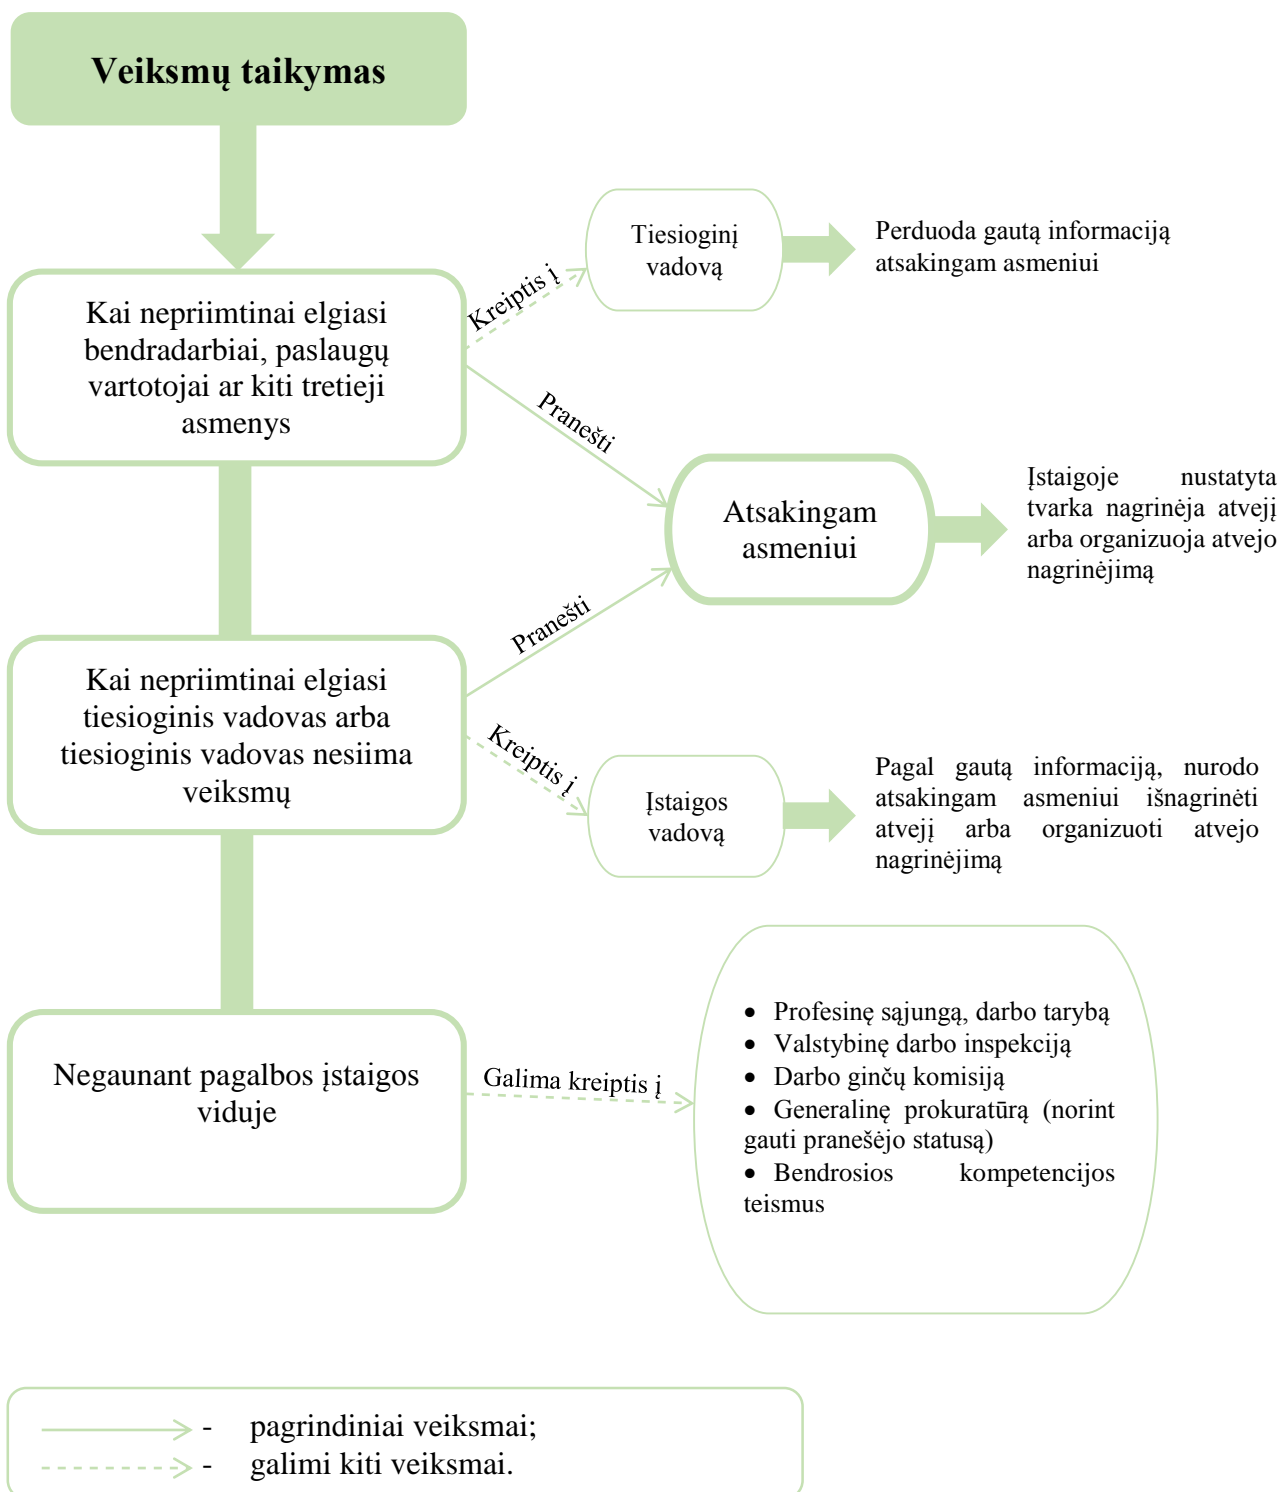 Veiksmų taikymas
Kai nepriimtinai elgiasi
bendradarbiai, paslaugų
vartotojai ar kiti tretieji
asmenys
Kreiptis į
Tiesioginį
vadovą
Perduoda gautą informaciją
atsakingam asmeniui
Pranešti
Atsakingam
asmeniui
Įstaigoje nustatyta
tvarka nagrinėja atvejį
arba organizuoja atvejo
nagrinėjimą
Kai nepriimtinai elgiasi
tiesioginis vadovas arba
tiesioginis vadovas nesiima
veiksmų
Pranešti
Kreiptis į
Įstaigos
vadovą
Pagal gautą informaciją, nurodo
atsakingam asmeniui išnagrinėti
atvejį arba organizuoti atvejo
nagrinėjimą
Negaunant pagalbos įstaigos
viduje
Galima kreiptis į
• Profesinę sąjungą, darbo tarybą
• Valstybinę darbo inspekciją
• Darbo ginčų komisiją
• Generalinę prokuratūrą (norint
gauti pranešėjo statusą)
• Bendrosios kompetencijos
teismus
- pagrindiniai veiksmai;
- galimi kiti veiksmai.